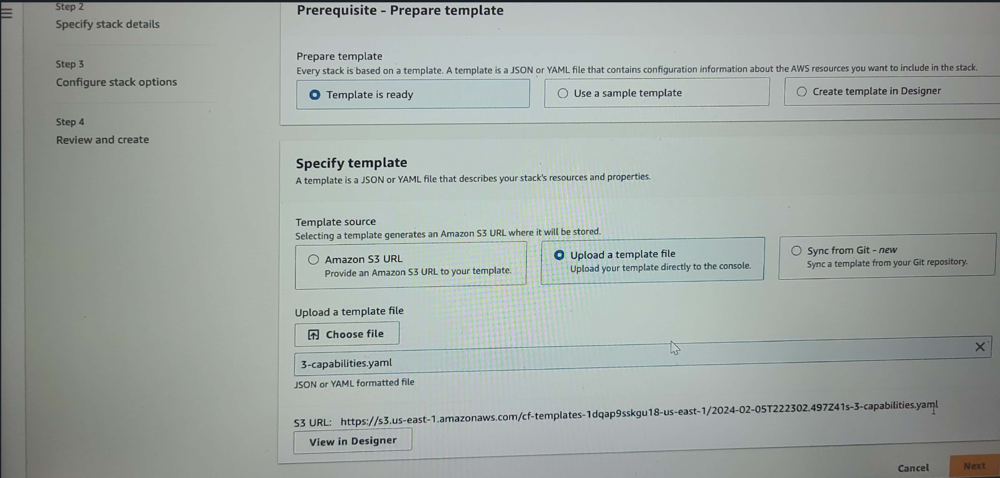 Step 2
Specify stack details
Step 3
Configure stack options
Step 4
Review and create
Prerequisite - Prepare template
Prepare template
Every stack is based on a template. A template is a JSON or YAML file that contains configuration information about the AWS resources you want to include in the stack.
Template is ready
Use a sample template
Create template in Designer
Specify template
A template is a JSON or YAML file that describes your stack's resources and properties.
Template source
Selecting a template generates an Amazon S3 URL where it will be stored.
Amazon S3 URL
Provide an Amazon S3 URL to your template.
Upload a template file
Upload your template directly to the console.
Sync from Git - new
Sync a template from your Git repository.
Upload a template file
Choose file
3-capabilities.yaml
JSON or YAML formatted file
S3 URL: https://s3.us-east-1.amazonaws.com/cf-templates-1dqap9sskgu18-us-east-1/2024-02-05T222302.497Z41s-3-capabilities.yaml
View in Designer
Cancel
Next